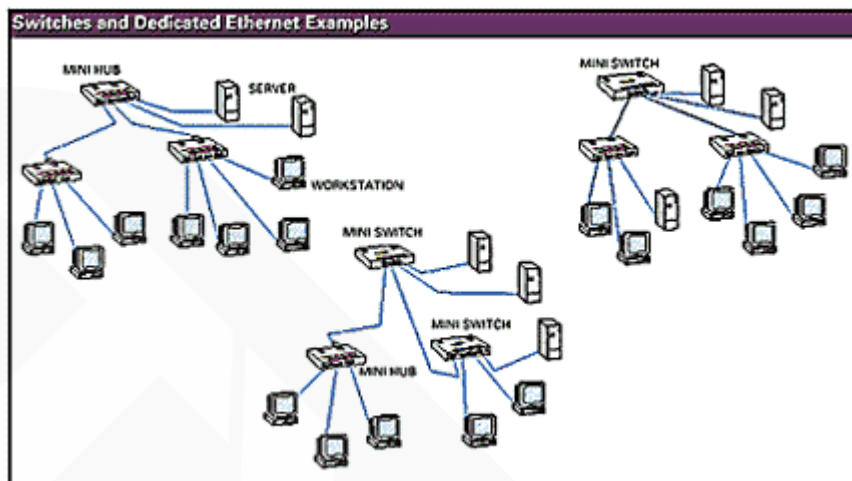 Switches and Dedicated Ethernet Examples
MINI HUB
SERVER
MINI SWITCH
WORKSTATION
MINI SWITCH
MINI SWITCH
MINI HUB